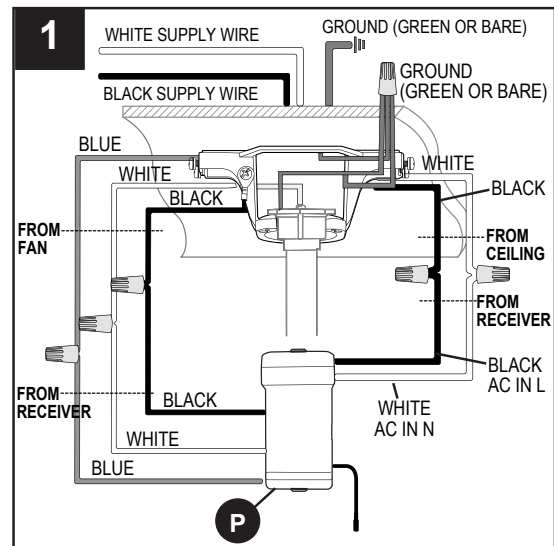 1
WHITE SUPPLY WIRE
GROUND (GREEN OR BARE)
BLACK SUPPLY WIRE
GROUND
(GREEN OR BARE)
BLUE
WHITE
BLACK
WHITE
BLACK
FROM
FAN
FROM
CEILING
FROM
RECEIVER
BLACK
AC IN L
FROM
RECEIVER
BLACK
WHITE
AC IN N
WHITE
BLUE
P